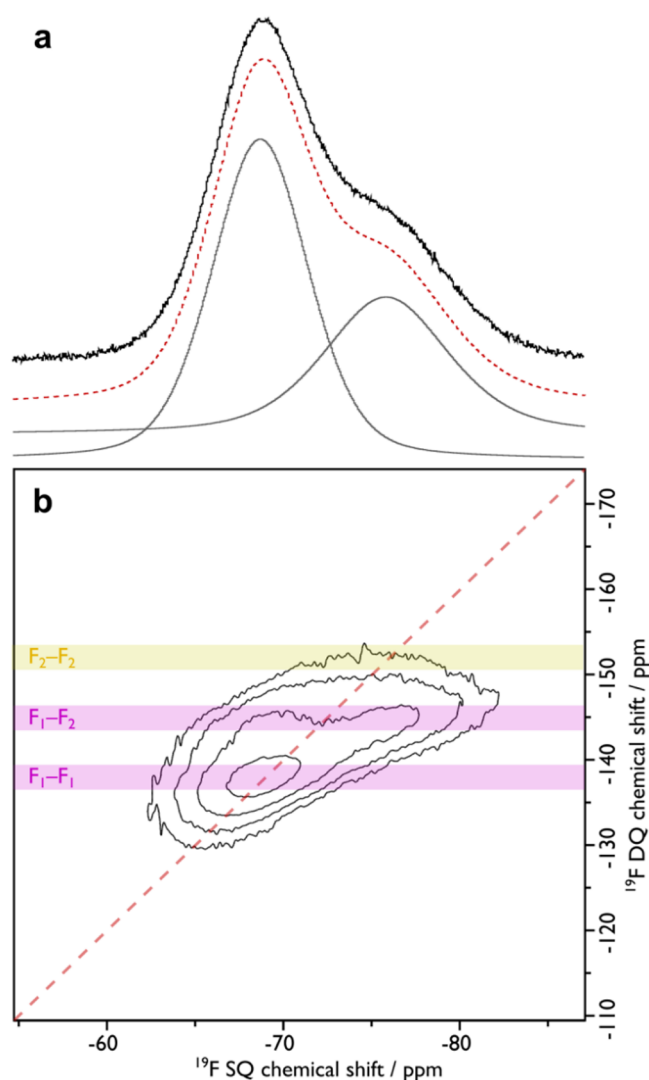 a
b
F₂–F₂
F₁–F₂
F₁–F₁
-170
-160
-150
-140
-130
-120
-110
¹⁹F DQ chemical shift / ppm
-60 -70 -80
¹⁹F SQ chemical shift / ppm